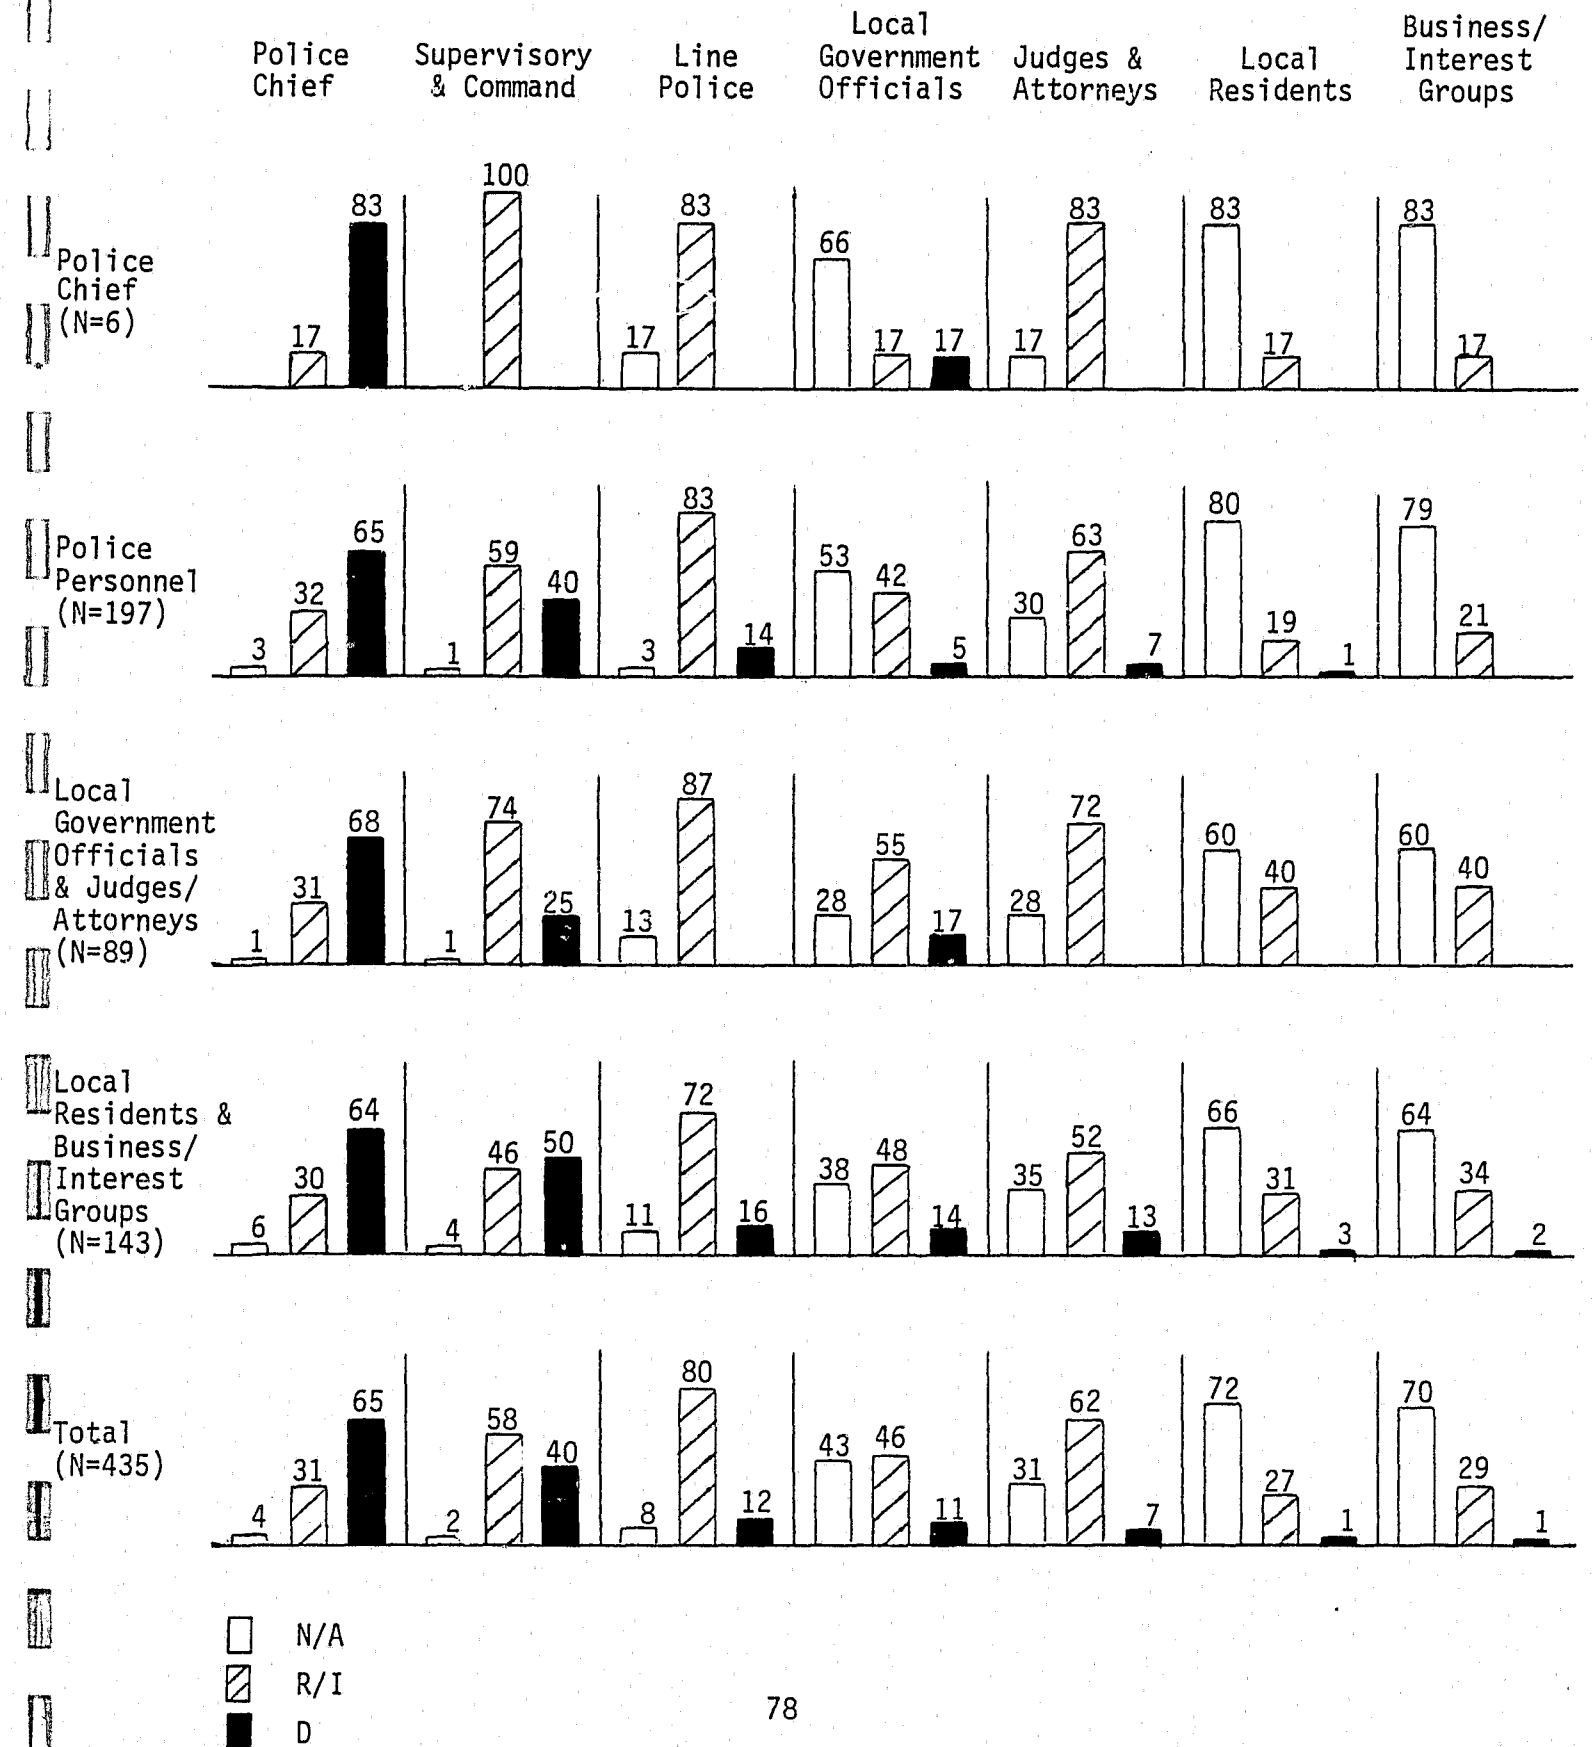 Police Chief
Supervisory & Command
Line Police
Local Government Officials
Judges & Attorneys
Local Residents
Business/ Interest Groups
Police
Chief
(N=6)
17 83
100
17 83
66 17 17
17 83
83 17
83 17
Police
Personnel
(N=197)
3 32 65
1 59 40
3 83 14
53 42 5
30 63 7
80 19 1
79 21
Local
Government
Officials
& Judges/
Attorneys
(N=89)
1 31 68
1 74 25
13 87
28 55 17
28 72
60 40
60 40
Local
Residents &
Business/
Interest
Groups
(N=143)
6 30 64
4 46 50
11 72 16
38 48 14
35 52 13
66 31 3
64 34 2
Total
(N=435)
4 31 65
2 58 40
8 80 12
43 46 11
31 62 7
72 27 1
70 29 1
N/A
R/I
D
78